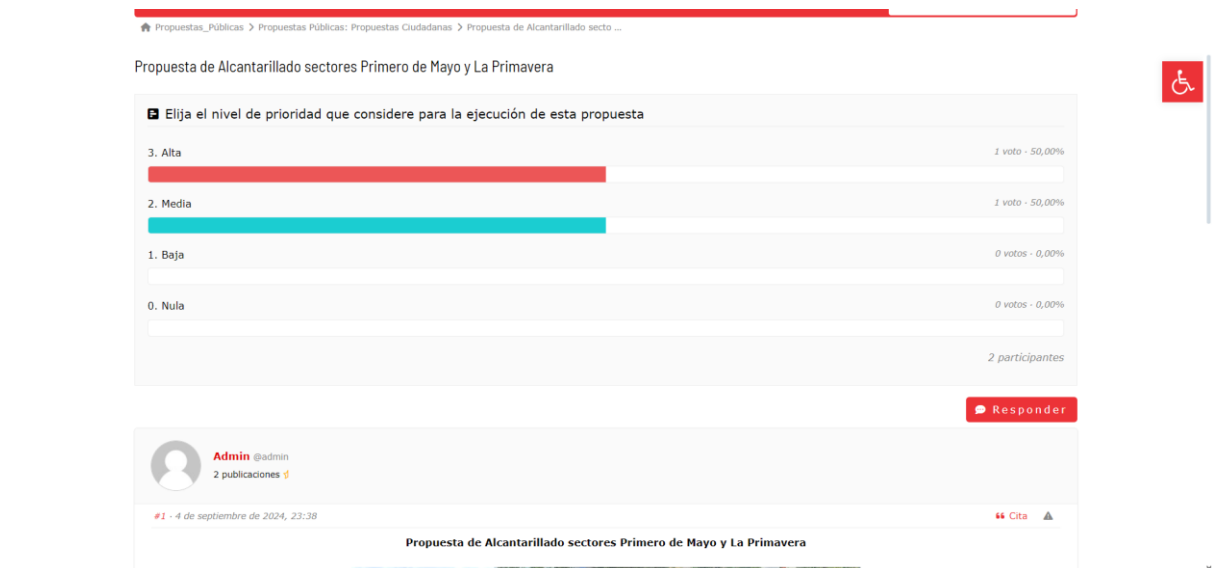 Propuestas_Públicas > Propuestas Públicas: Propuestas Ciudadanas > Propuesta de Alcantarillado secto ...
Propuesta de Alcantarillado sectores Primero de Mayo y La Primavera
Elija el nivel de prioridad que considere para la ejecución de esta propuesta
3. Alta 1 voto - 50,00%
2. Media 1 voto - 50,00%
1. Baja 0 votos - 0,00%
0. Nula 0 votos - 0,00%
2 participantes
Responder
Admin @admin
2 publicaciones
#1 - 4 de septiembre de 2024, 23:38 Cita
Propuesta de Alcantarillado sectores Primero de Mayo y La Primavera